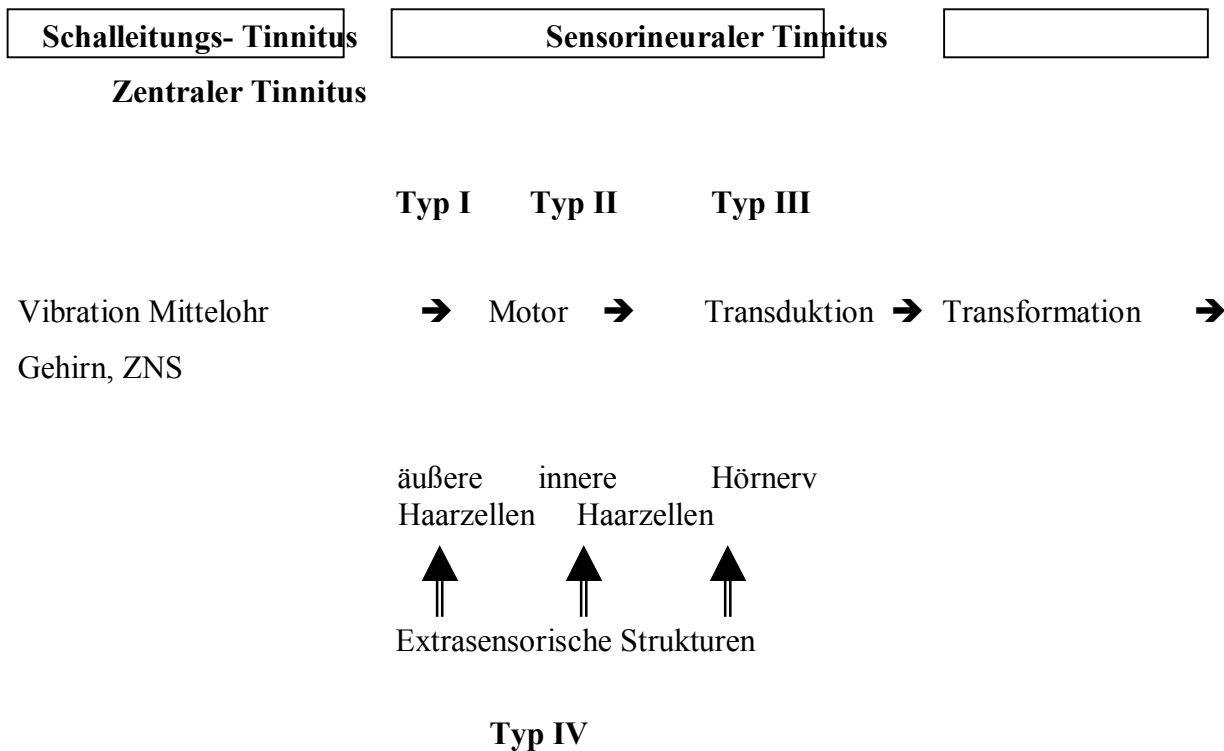 Schalleitungs- Tinnitus Sensorineuraler Tinnitus
Zentraler Tinnitus
Typ I Typ II Typ III
Vibration Mittelohr ➔ Motor ➔ Transduktion ➔ Transformation ➔
Gehirn, ZNS
äußere innere Hörnerv
Haarzellen Haarzellen
Extrasensorische Strukturen
Typ IV